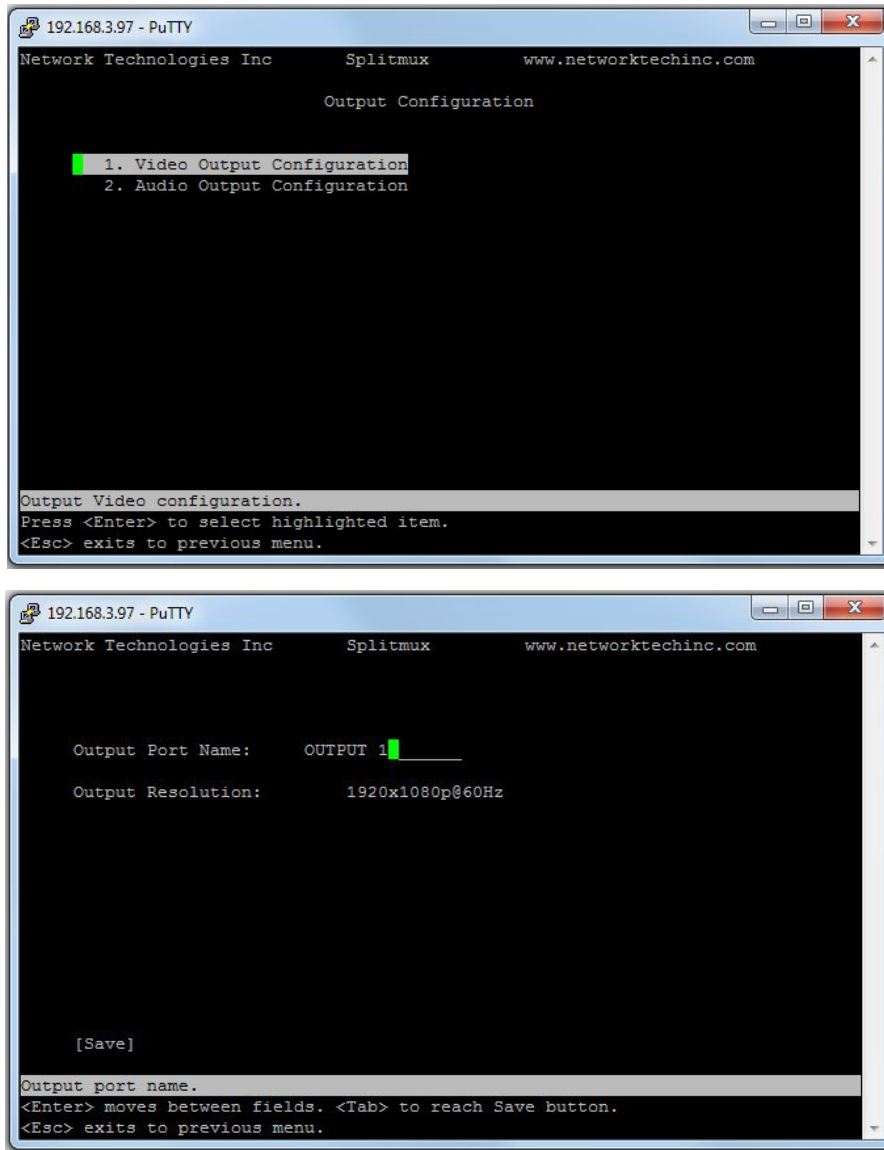 192.168.3.97 - PuTTY
Network Technologies Inc Splitmux www.networktechinc.com
Output Configuration
1. Video Output Configuration
2. Audio Output Configuration
Output Video configuration.
Press <Enter> to select highlighted item.
<Esc> exits to previous menu.
192.168.3.97 - PuTTY
Network Technologies Inc Splitmux www.networktechinc.com
Output Port Name: OUTPUT 1
Output Resolution: 1920x1080p@60Hz
[Save]
Output port name.
<Enter> moves between fields. <Tab> to reach Save button.
<Esc> exits to previous menu.